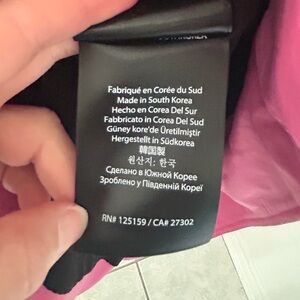 Fabriqué en Corée du Sud
Made in South Korea
Hecho en Corea Del Sur
Fabbricato in Corea Del Sud
Güney kore'de Üretilmiştir
Hergestellt in Südkorea
韓国製
원산지: 한국
Сделано в Южной Корее
Зроблено у Південній Кореї
RN# 125159 / CA# 27302